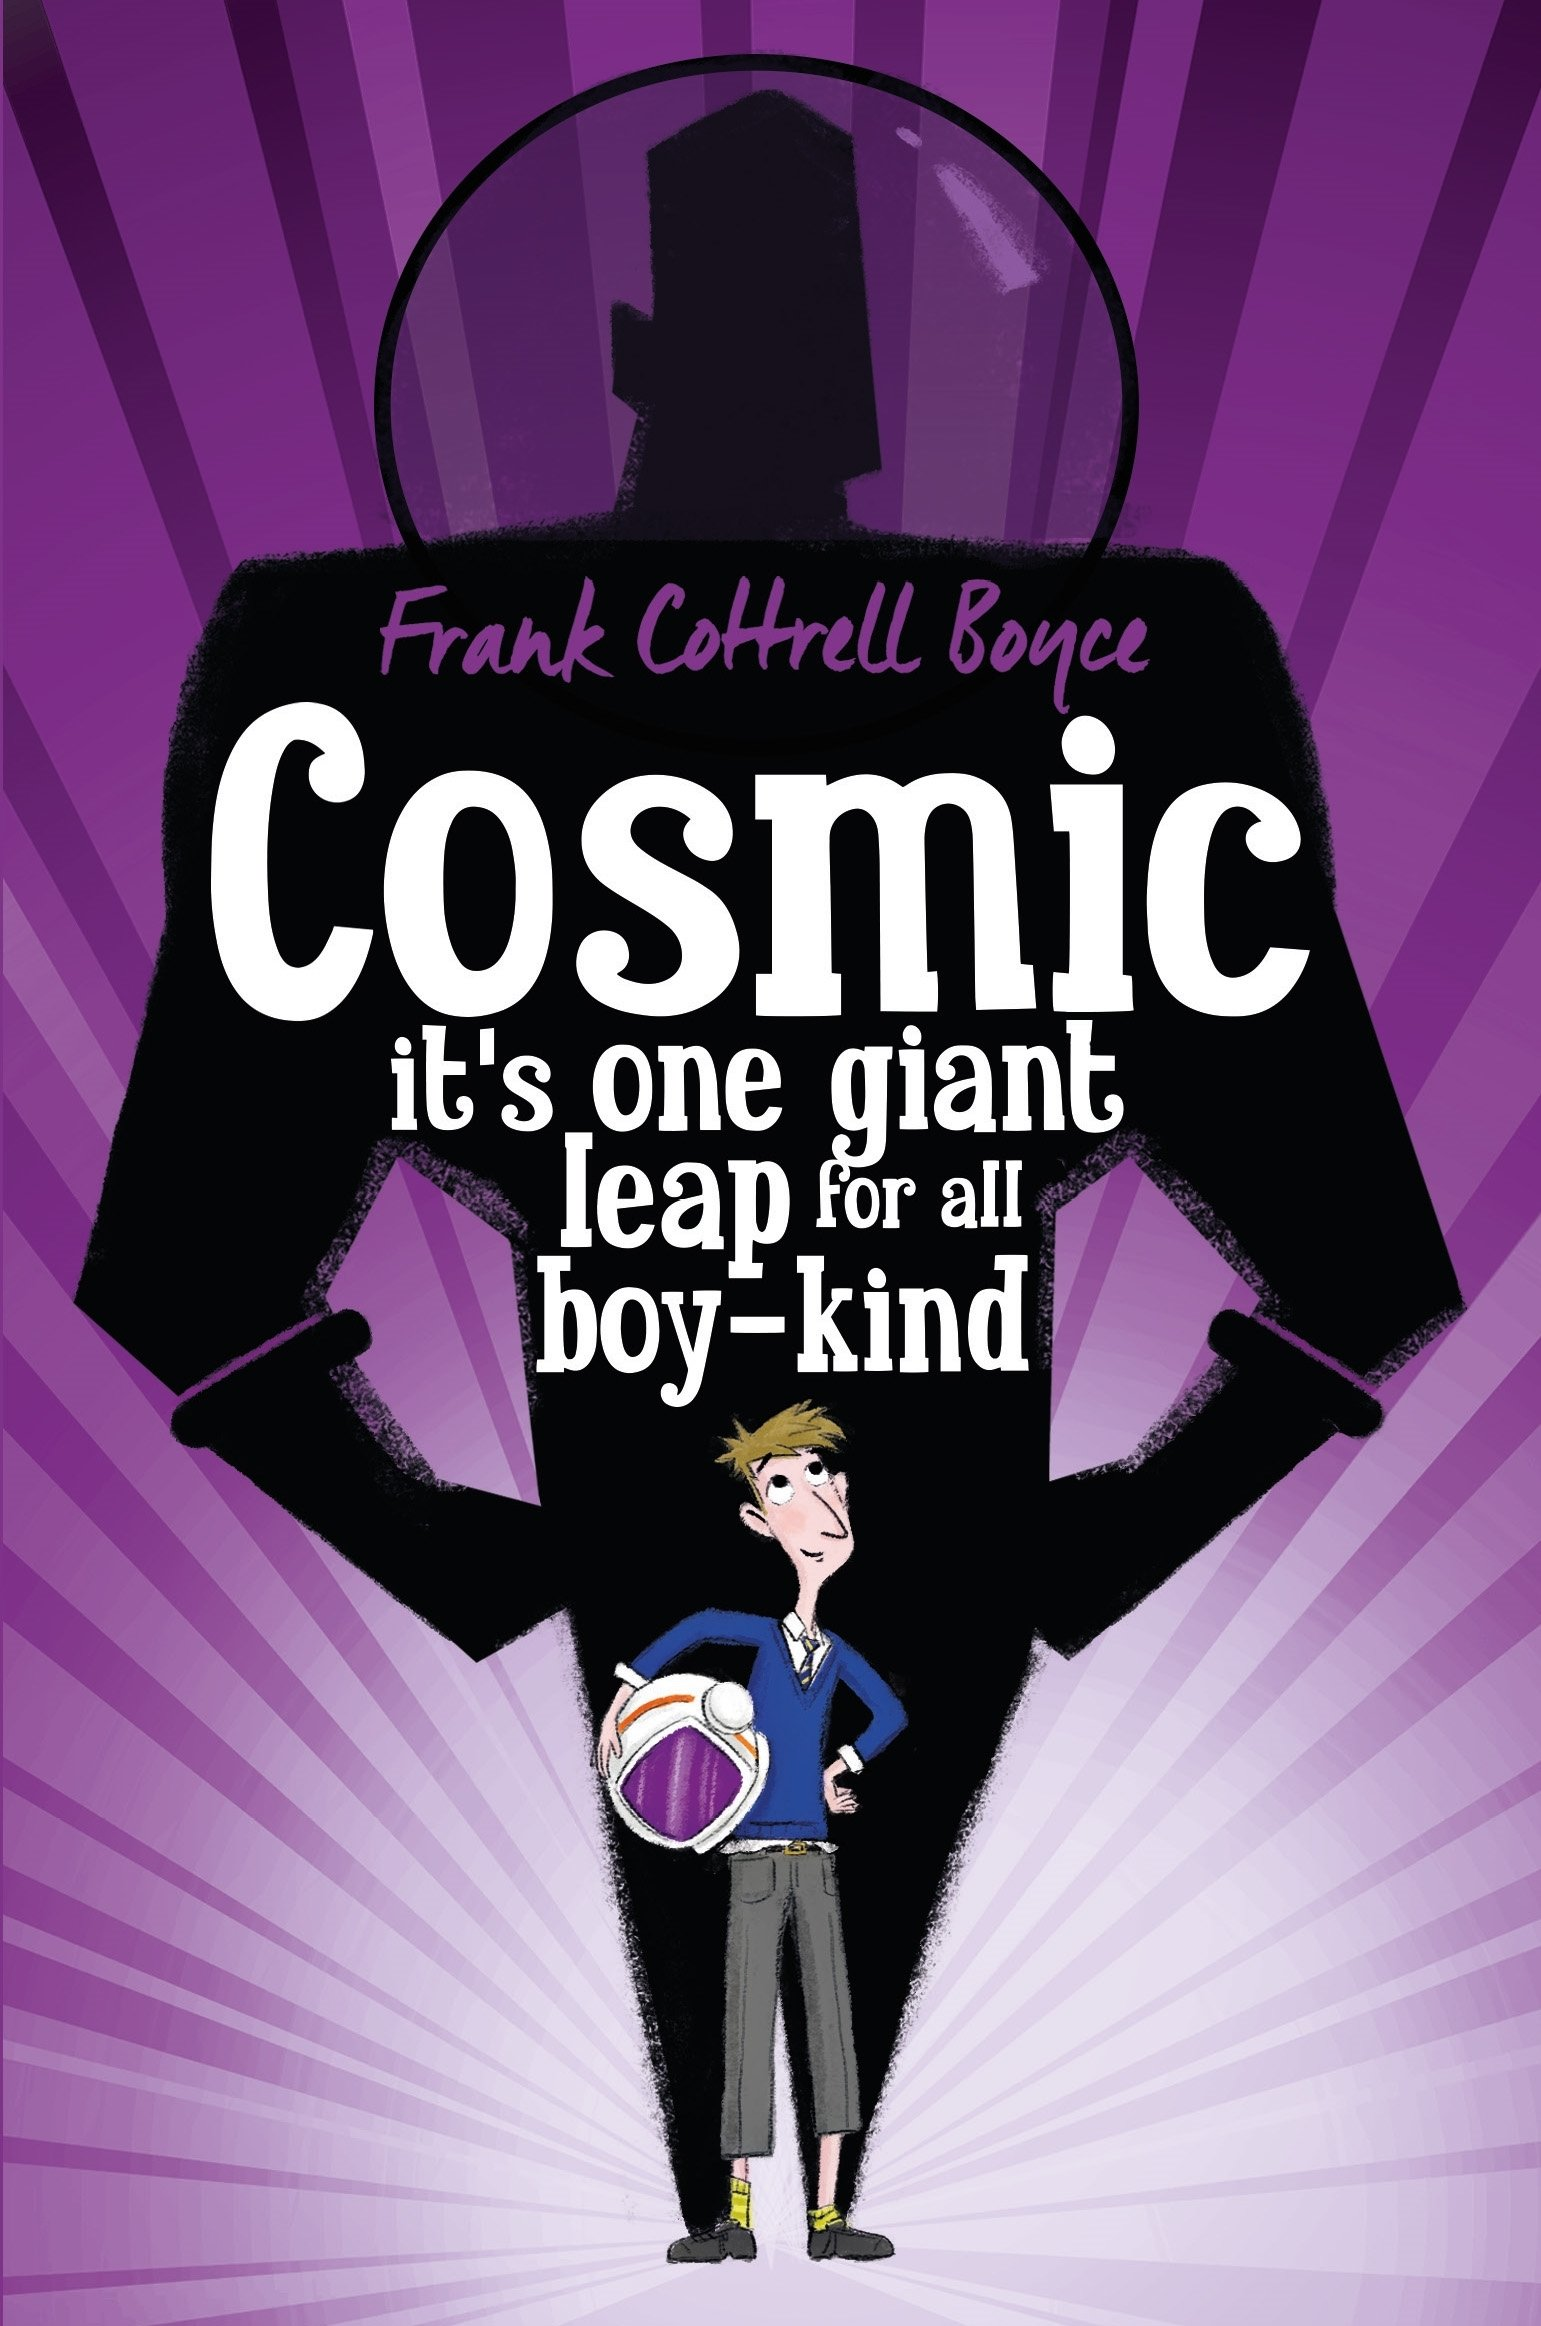 Frank Cottrell Boyce
Cosmic
it's one giant
leap for all
boy-kind